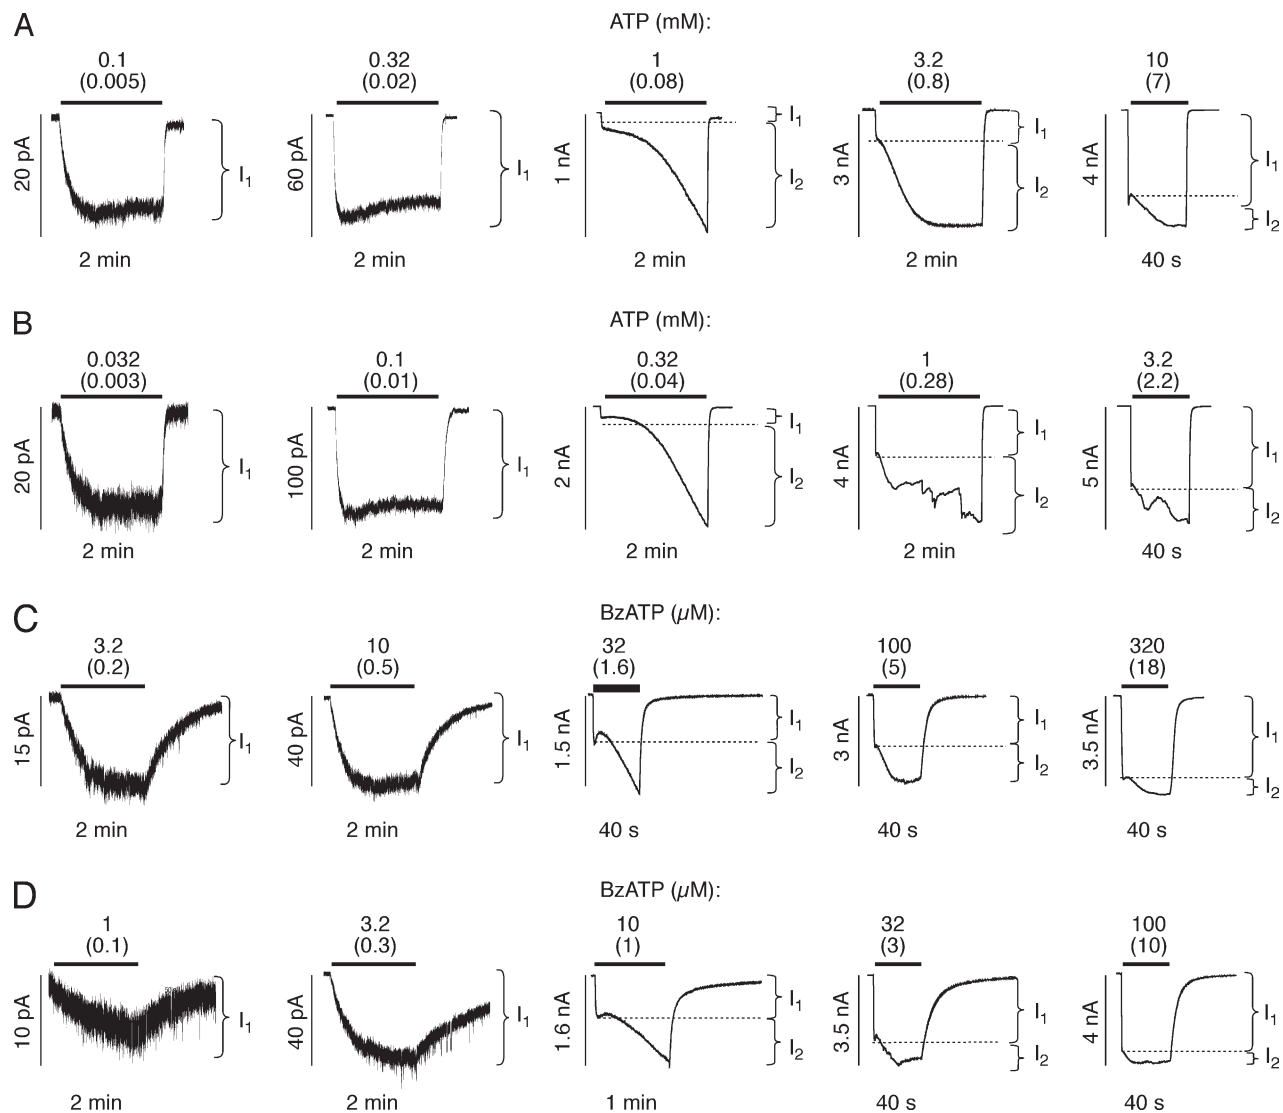 A
ATP (mM):
0.1 0.32 1 3.2 10
(0.005) (0.02) (0.08) (0.8) (7)
20 pA I1 60 pA I1 1 nA I1 I2 3 nA I1 I2 4 nA I1 I2
2 min 2 min 2 min 2 min 40 s
B
ATP (mM):
0.032 0.1 0.32 1 3.2
(0.003) (0.01) (0.04) (0.28) (2.2)
20 pA I1 100 pA I1 2 nA I1 I2 4 nA I1 I2 5 nA I1 I2
2 min 2 min 2 min 2 min 40 s
C
BzATP (µM):
3.2 10 32 100 320
(0.2) (0.5) (1.6) (5) (18)
15 pA I1 40 pA I1 1.5 nA I1 I2 3 nA I1 I2 3.5 nA I1 I2
2 min 2 min 40 s 40 s 40 s
D
BzATP (µM):
1 3.2 10 32 100
(0.1) (0.3) (1) (3) (10)
10 pA I1 40 pA I1 1.6 nA I1 I2 3.5 nA I1 I2 4 nA I1 I2
2 min 2 min 1 min 40 s 40 s